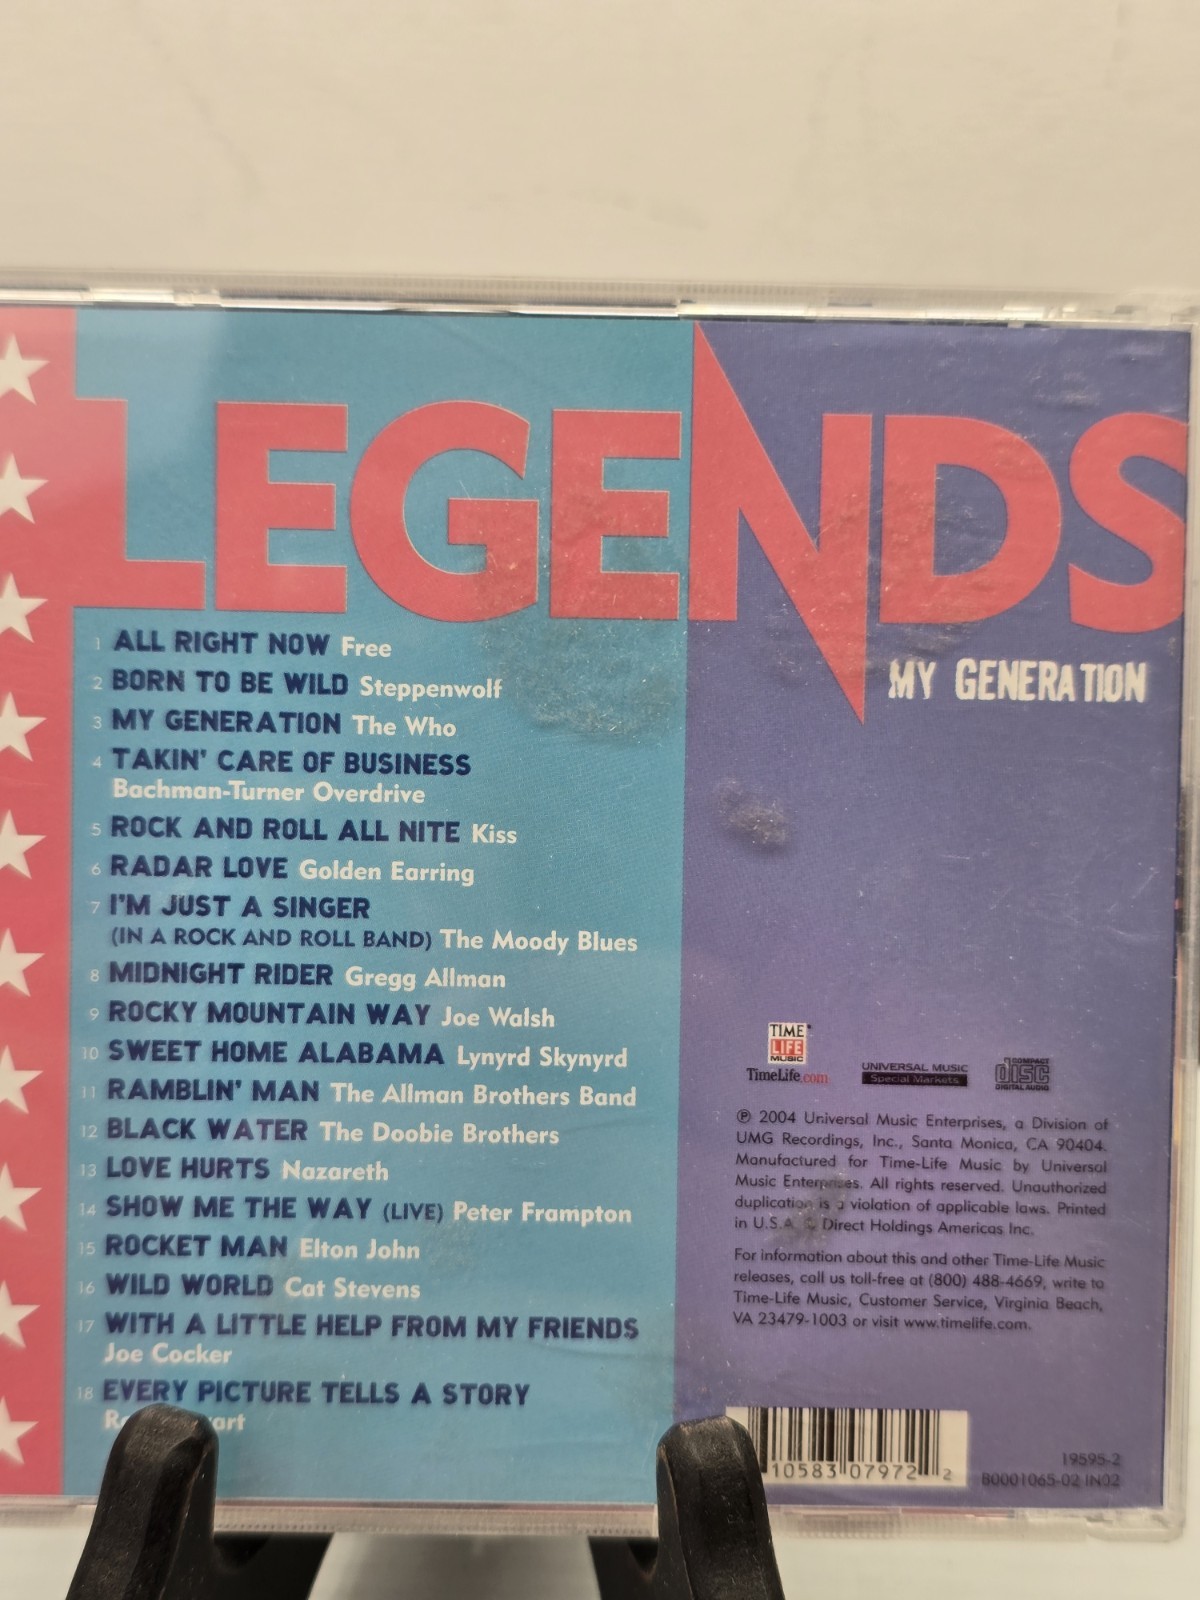 LEGENDS
MY GENERATION
1 ALL RIGHT NOW Free
2 BORN TO BE WILD Steppenwolf
3 MY GENERATION The Who
4 TAKIN' CARE OF BUSINESS
Bachman-Turner Overdrive
5 ROCK AND ROLL ALL NITE Kiss
6 RADAR LOVE Golden Earring
7 I'M JUST A SINGER
(IN A ROCK AND ROLL BAND) The Moody Blues
8 MIDNIGHT RIDER Gregg Allman
9 ROCKY MOUNTAIN WAY Joe Walsh
10 SWEET HOME ALABAMA Lynyrd Skynyrd
11 RAMBLIN' MAN The Allman Brothers Band
12 BLACK WATER The Doobie Brothers
13 LOVE HURTS Nazareth
14 SHOW ME THE WAY (LIVE) Peter Frampton
15 ROCKET MAN Elton John
16 WILD WORLD Cat Stevens
17 WITH A LITTLE HELP FROM MY FRIENDS
Joe Cocker
18 EVERY PICTURE TELLS A STORY
TIME
LIFE
MUSIC
TimeLife.com
UNIVERSAL MUSIC
Special Markets
COMPACT
disc
DIGITAL AUDIO
℗ 2004 Universal Music Enterprises, a Division of
UMG Recordings, Inc., Santa Monica, CA 90404.
Manufactured for Time-Life Music by Universal
Music Enterprises. All rights reserved. Unauthorized
duplication is a violation of applicable laws. Printed
in U.S.A. © Direct Holdings Americas Inc.
For information about this and other Time-Life Music
releases, call us toll-free at (800) 488-4669, write to
Time-Life Music, Customer Service, Virginia Beach,
VA 23479-1003 or visit www.timelife.com.
10583 07972 2
19595-2
B0001065-02 IN02